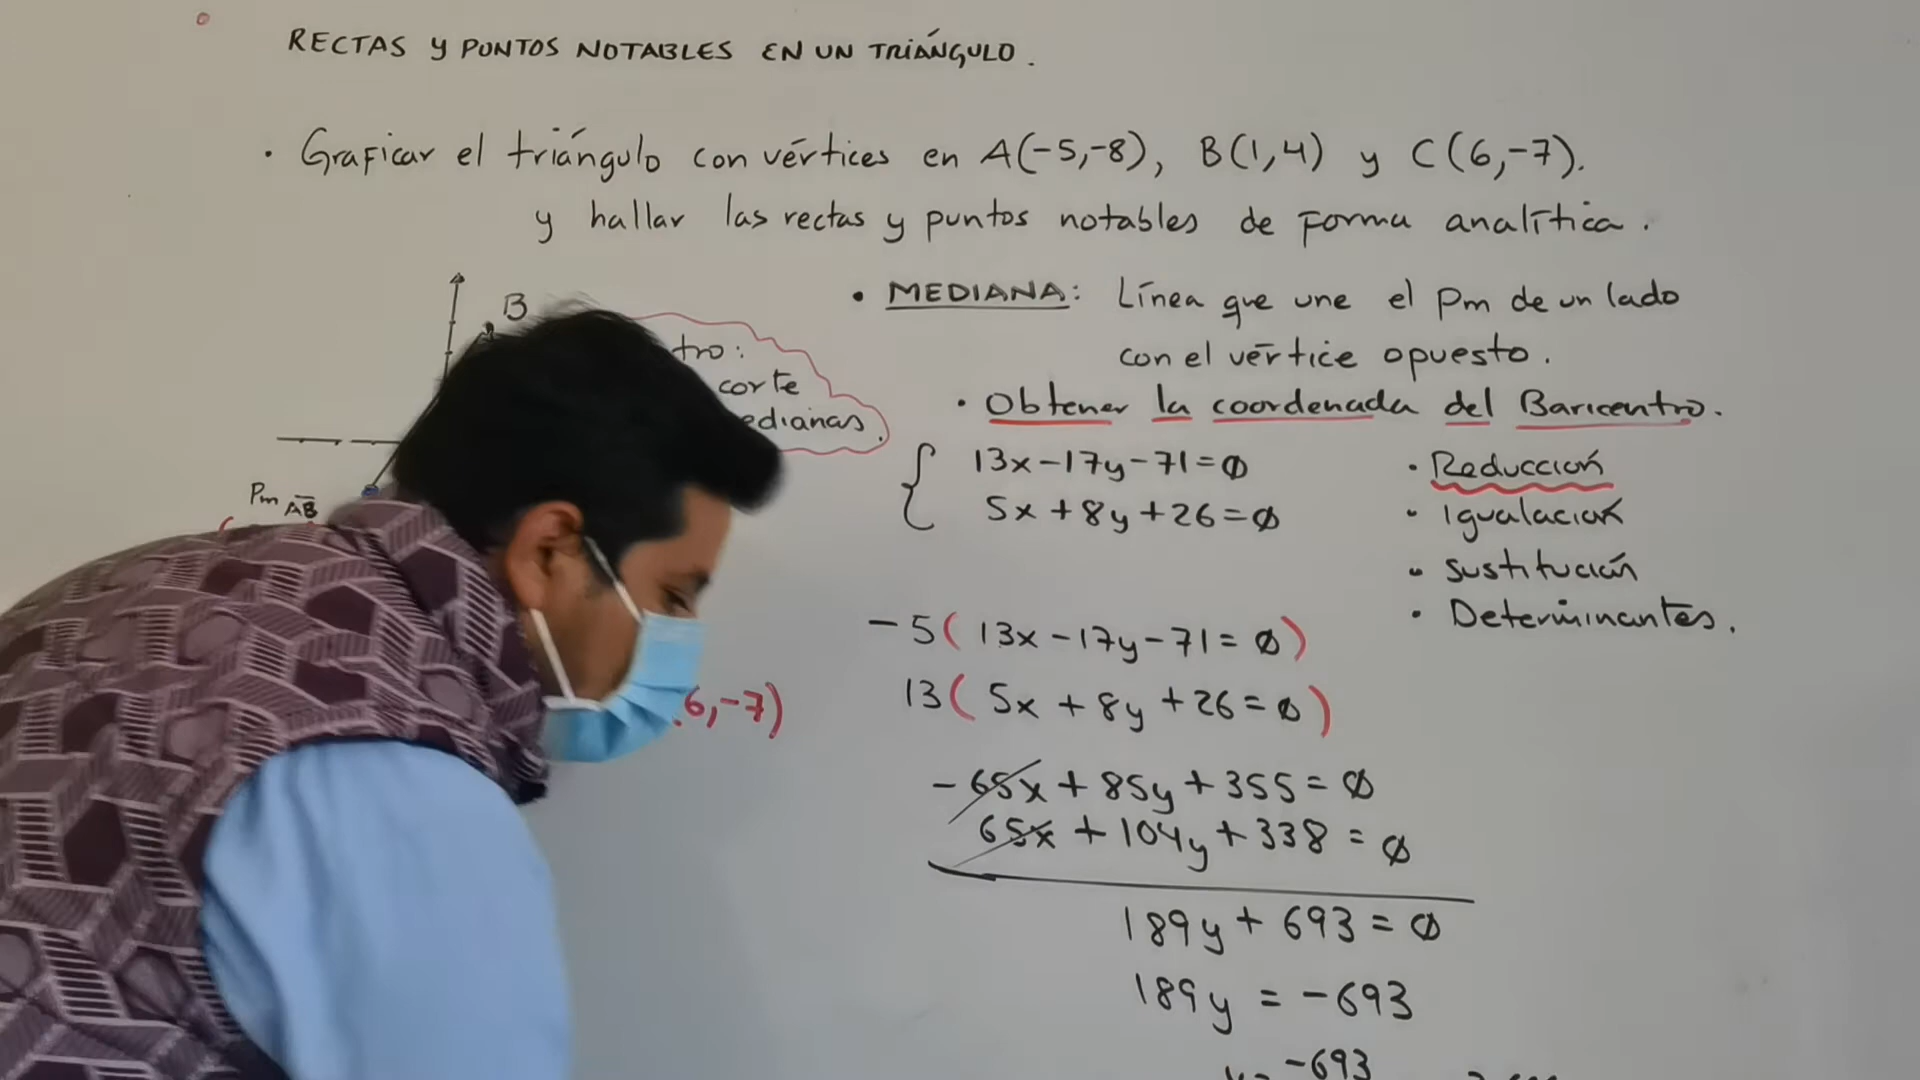 RECTAS Y PUNTOS NOTABLES EN UN TRIÁNGULO.
• Graficar el triángulo con vértices en A(-5,-8), B(1,4) y C(6,-7).
y hallar las rectas y puntos notables de forma analítica.
B
tro:
corte
edianas.
Pm AB
6,-7)
• MEDIANA: Línea que une el Pm de un lado
con el vértice opuesto.
• Obtener la coordenada del Baricentro.
13x-17y-71=0
5x+8y+26=0
• Reducción
• Igualación
• Sustitución
• Determinantes.
-5(13x-17y-71=0)
13(5x+8y+26=0)
-65x+85y+355=0
65x+104y+338=0
189y+693=0
189y=-693
-693